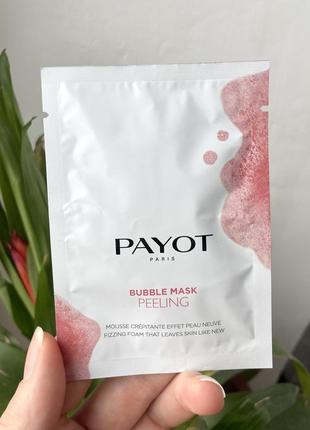 PAYOT
PARIS
BUBBLE MASK
PEELING
MOUSSE CRÉPITANTE EFFET PEAU NEUVE
FIZZING FOAM THAT LEAVES SKIN LIKE NEW